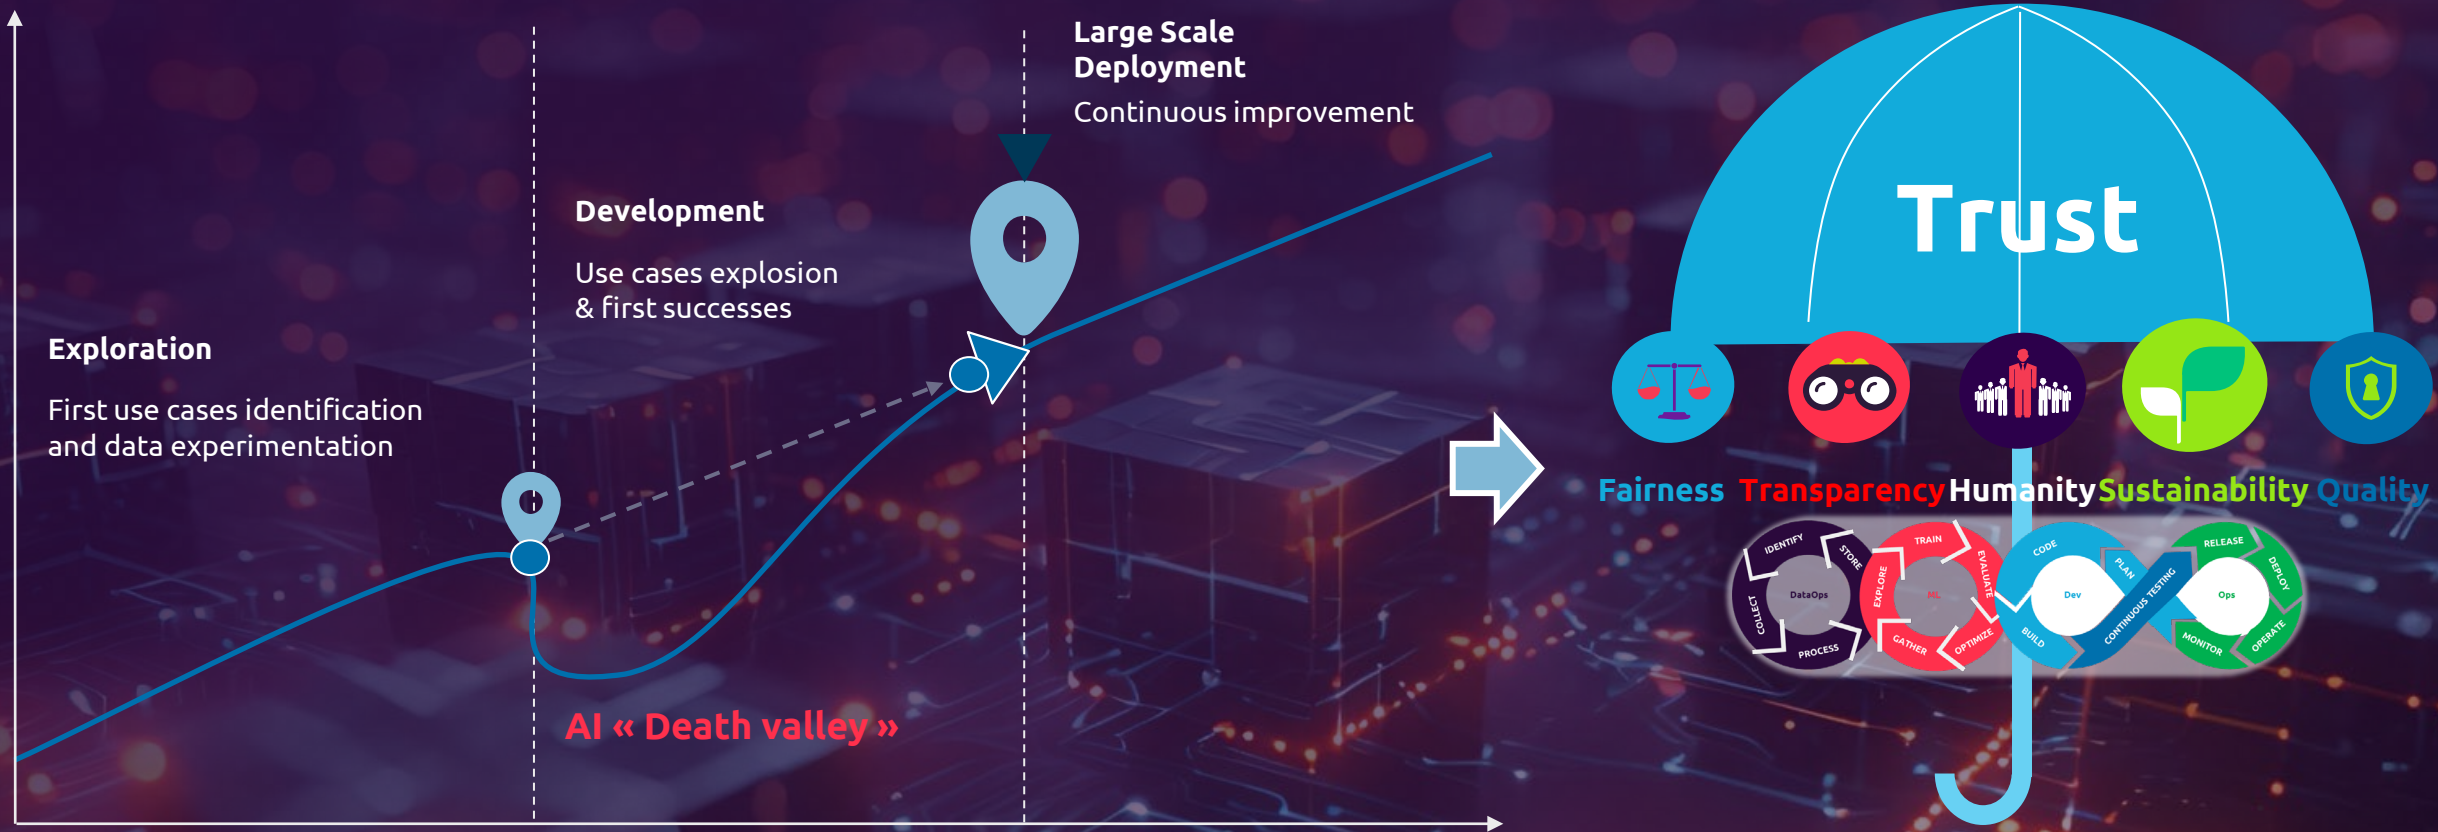 Exploration
First use cases identification
and data experimentation
Development
Use cases explosion
& first successes
AI « Death valley »
Large Scale
Deployment
Continuous improvement
Trust
Fairness
Transparency
Humanity
Sustainability
Quality
IDENTIFY
STORE
COLLECT
PROCESS
DataOps
TRAIN
EVALUATE
EXPLORE
GATHER
OPTIMIZE
ML
CODE
PLAN
BUILD
CONTINUOUS TESTING
Dev
RELEASE
DEPLOY
OPERATE
MONITOR
Ops